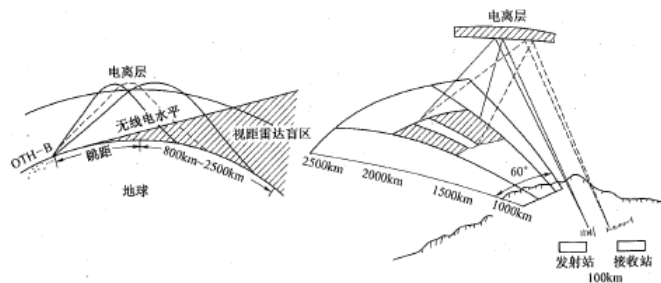 电离层
无线电水平
视距雷达盲区
OTH-B
跳距
800km~2500km
地球
电离层
2500km
2000km
1500km
1000km
60°
发射站
接收站
100km